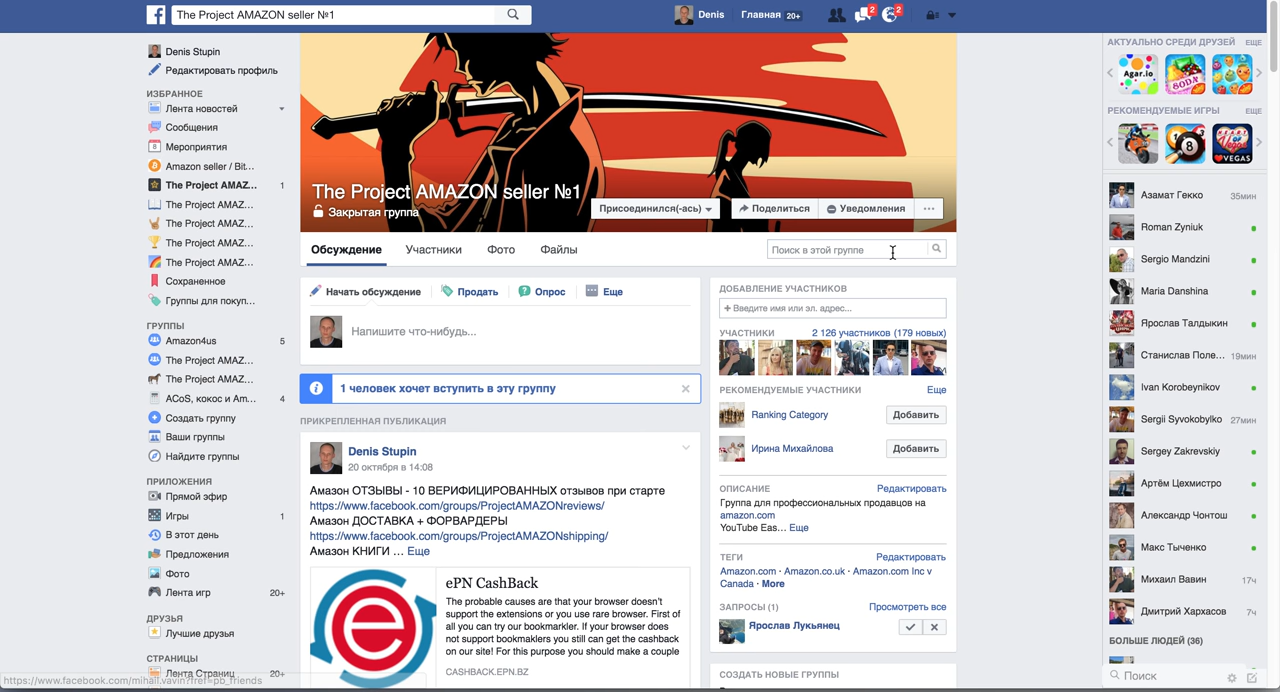 The Project AMAZON seller №1
Denis
Главная 20+
2
2
Denis Stupin
Редактировать профиль
ИЗБРАННОЕ
Лента новостей
Сообщения
8 Мероприятия
Amazon seller / Bit...
The Project AMAZ... 1
The Project AMAZ...
The Project AMAZ...
The Project AMAZ...
The Project AMAZ...
Сохраненное
Группы для покуп...
ГРУППЫ
Amazon4us 5
The Project AMAZ...
The Project AMAZ...
ACoS, кокос и Am... 4
Создать группу
Ваши группы
Найдите группы
ПРИЛОЖЕНИЯ
Прямой эфир
Игры 1
В этот день
Предложения
Фото
Лента игр 20+
ДРУЗЬЯ
Лучшие друзья
СТРАНИЦЫ
Лента Страниц 20+
https://www.facebook.com/mihail.vavin?fref=pb_friends
The Project AMAZON seller №1
Закрытая группа
Присоединился(-ась)
Поделиться
Уведомления
Обсуждение
Участники
Фото
Файлы
Поиск в этой группе
Начать обсуждение
Продать
Опрос
Еще
Напишите что-нибудь...
1 человек хочет вступить в эту группу
ПРИКРЕПЛЕННАЯ ПУБЛИКАЦИЯ
Denis Stupin
20 октября в 14:08
Амазон ОТЗЫВЫ - 10 ВЕРИФИЦИРОВАННЫХ отзывов при старте
https://www.facebook.com/groups/ProjectAMAZONreviews/
Амазон ДОСТАВКА + ФОРВАРДЕРЫ
https://www.facebook.com/groups/ProjectAMAZONshipping/
Амазон КНИГИ ... Еще
ePN CashBack
The probable causes are that your browser doesn't
support the extensions or you use rare browser. First of
all you can try our bookmarkler. If your browser does
not support bookmaklers you still can get the cashback
on our site! For this purpose you should make a couple
CASHBACK.EPN.BZ
ДОБАВЛЕНИЕ УЧАСТНИКОВ
+ Введите имя или эл. адрес...
УЧАСТНИКИ 2 126 участников (179 новых)
РЕКОМЕНДУЕМЫЕ УЧАСТНИКИ Еще
Ranking Category Добавить
Ирина Михайлова Добавить
ОПИСАНИЕ Редактировать
Группа для профессиональных продавцов на
amazon.com
YouTube Eas... Еще
ТЕГИ Редактировать
Amazon.com · Amazon.co.uk · Amazon.com Inc v
Canada · More
ЗАПРОСЫ (1) Просмотреть все
Ярослав Лукьянец
СОЗДАТЬ НОВЫЕ ГРУППЫ
АКТУАЛЬНО СРЕДИ ДРУЗЕЙ ЕЩЕ
Agar.io
SODA
РЕКОМЕНДУЕМЫЕ ИГРЫ ЕЩЕ
8
HEART OF VEGAS
Азамат Гекко 35мин
Roman Zyniuk
Sergio Mandzini
Maria Danshina
Ярослав Талдыкин
Станислав Поле... 19мин
Ivan Korobeynikov
Sergii Syvokobylko 27мин
Sergey Zakrevskiy
Артём Цехмистро
Александр Чонтош
Макс Тыченко
Михаил Вавин 17ч
Дмитрий Хархасов 7ч
БОЛЬШЕ ЛЮДЕЙ (36)
Поиск